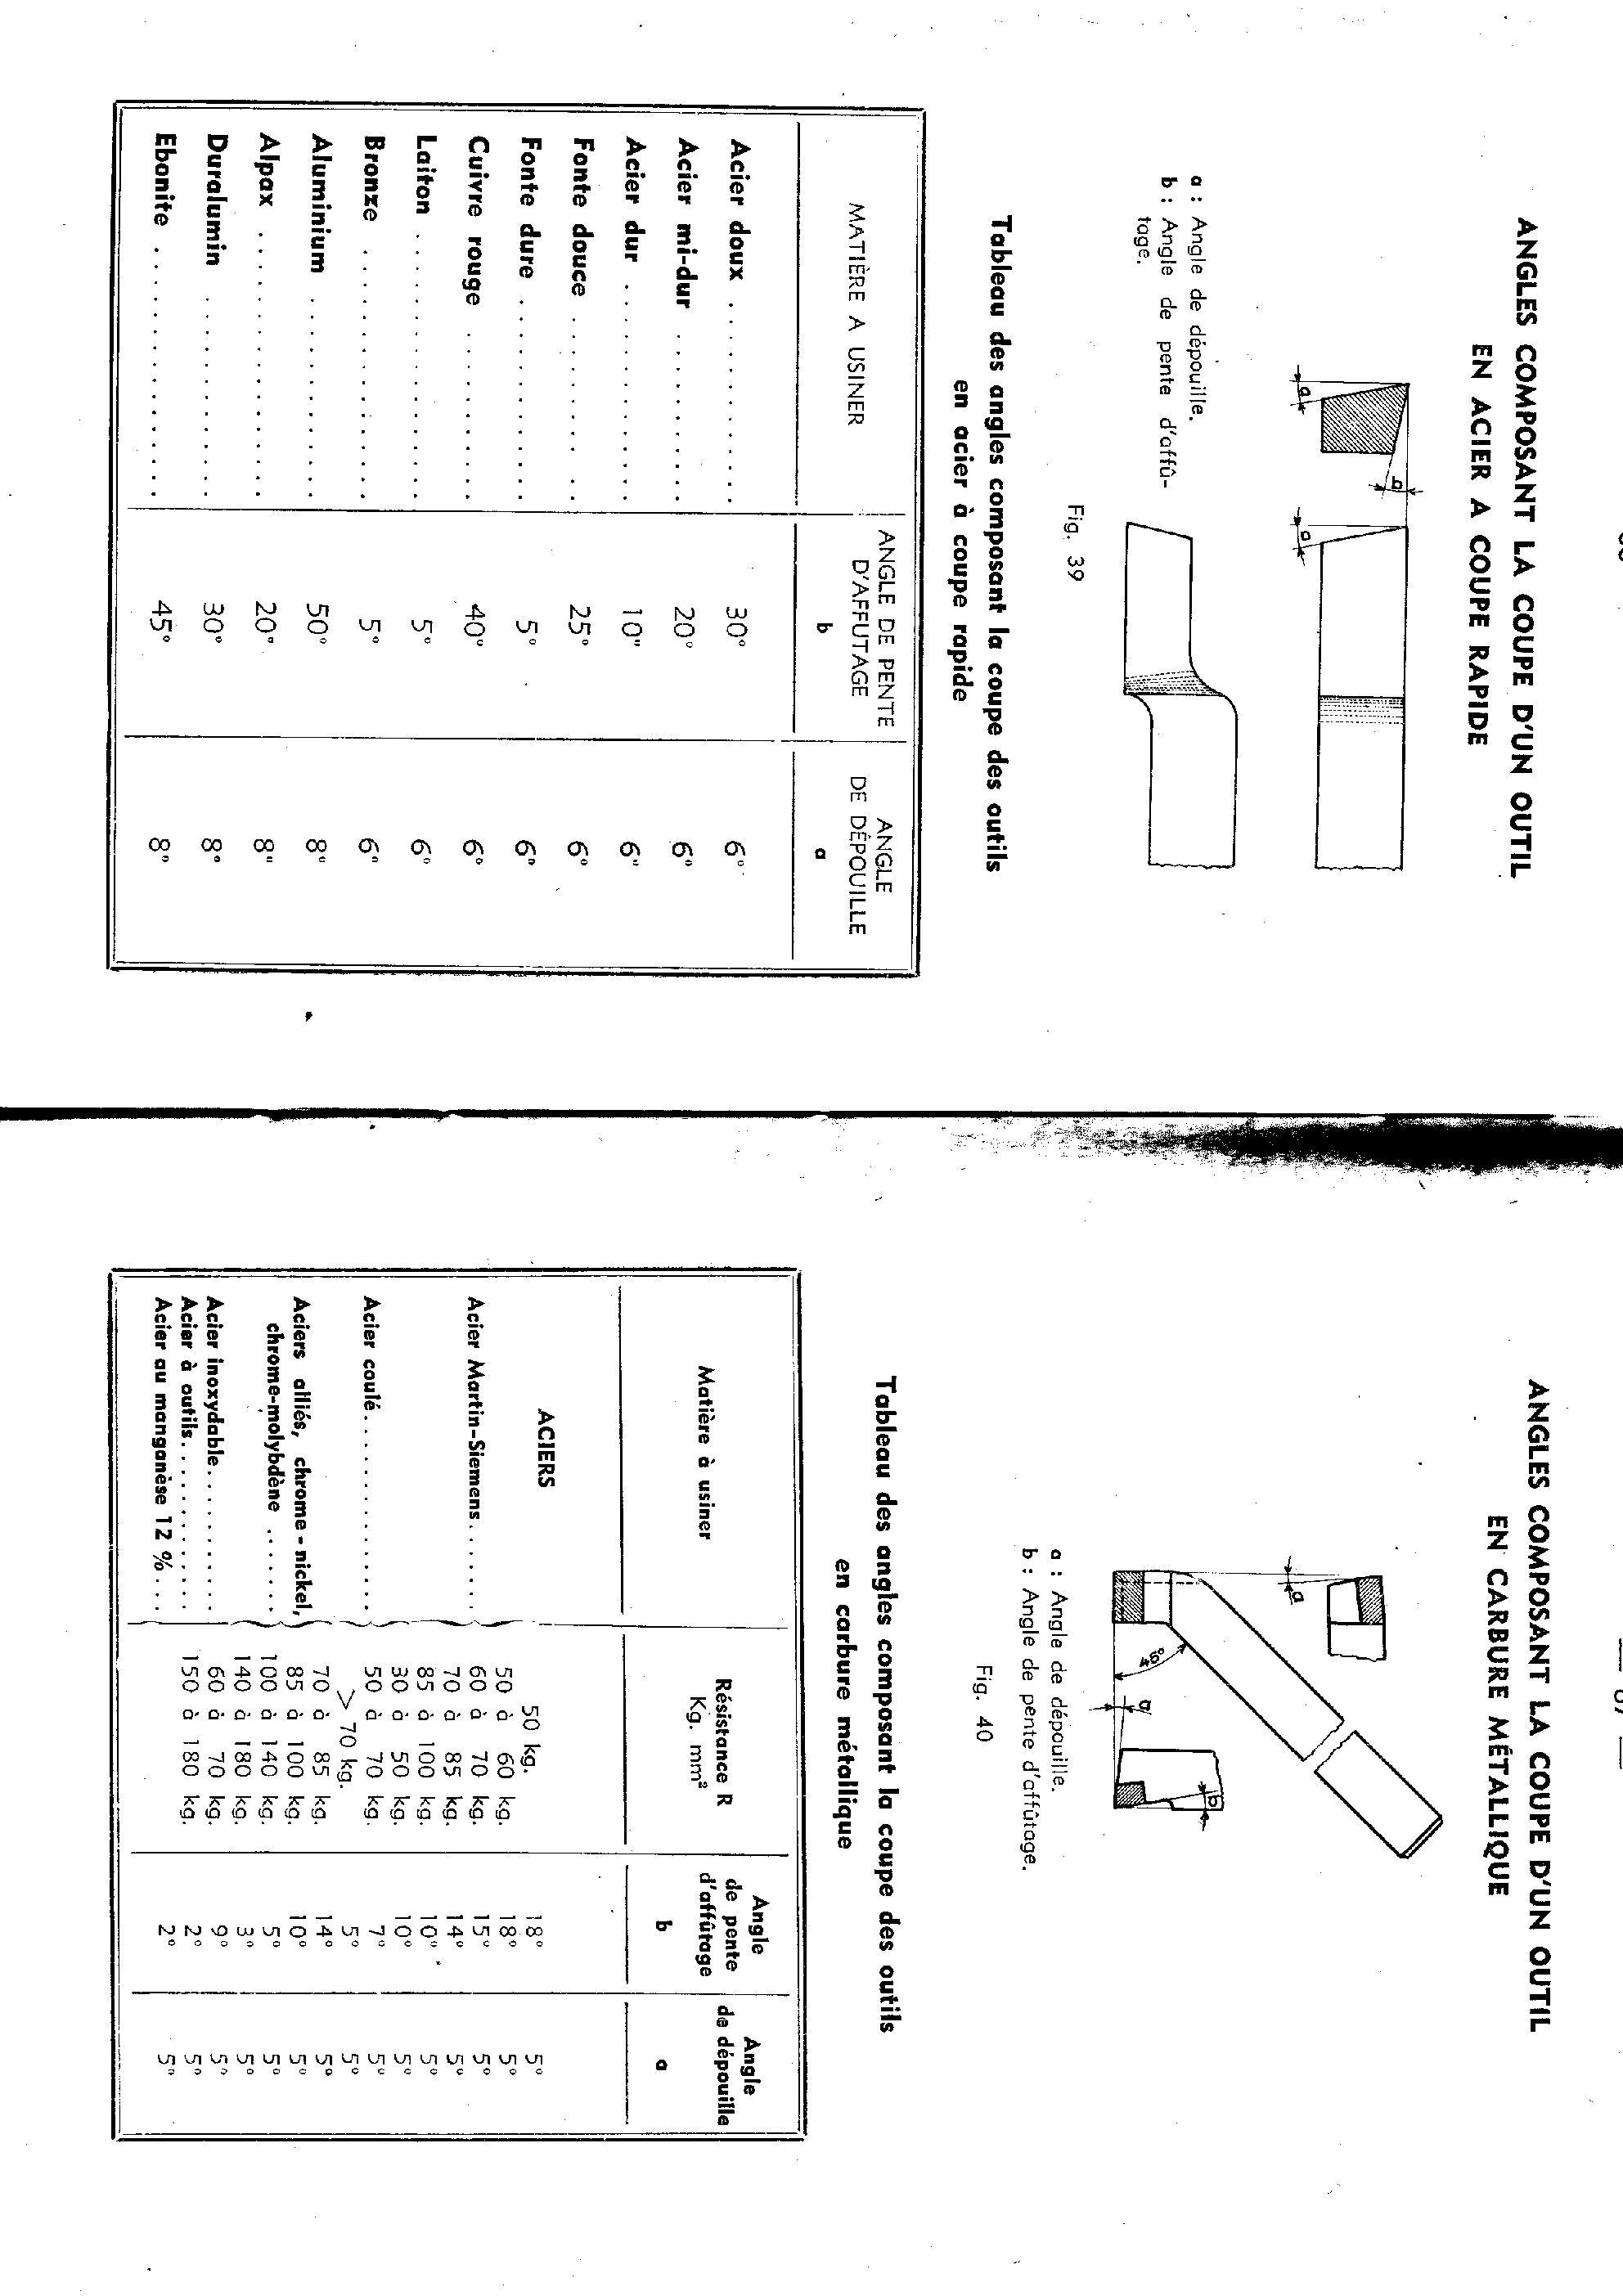 ANGLES COMPOSANT LA COUPE D'UN OUTIL
EN ACIER A COUPE RAPIDE
a
b
a
a : Angle de dépouille.
b : Angle de pente d'affû-
tage.
Fig. 39
Tableau des angles composant la coupe des outils
en acier à coupe rapide
MATIÈRE A USINER ANGLE DE PENTE D'AFFUTAGE b ANGLE DE DÉPOUILLE a
Acier doux . . . . . . . . . . . 30° 6°
Acier mi-dur . . . . . . . . . 20° 6°
Acier dur . . . . . . . . . . . . 10° 6°
Fonte douce . . . . . . . . . 25° 6°
Fonte dure . . . . . . . . . . . 5° 6°
Cuivre rouge . . . . . . . . . 40° 6°
Laiton . . . . . . . . . . . . . . 5° 6°
Bronze . . . . . . . . . . . . . . 5° 6°
Aluminium . . . . . . . . . . . 50° 8°
Alpax . . . . . . . . . . . . . . 20° 8°
Duralumin . . . . . . . . . . . 30° 8°
Ebonite . . . . . . . . . . . . . 45° 8°
ANGLES COMPOSANT LA COUPE D'UN OUTIL
EN CARBURE MÉTALLIQUE
a
45°
a
b
a : Angle de dépouille.
b : Angle de pente d'affûtage.
Fig. 40
Tableau des angles composant la coupe des outils
en carbure métallique
Matière à usiner Résistance R Kg. mm² Angle de pente d'affûtage b Angle de dépouille a
ACIERS
50 kg. 18° 5°
50 à 60 kg. 18° 5°
Acier Martin-Siemens . . . . . . 60 à 70 kg. 15° 5°
70 à 85 kg. 14° 5°
85 à 100 kg. 10° 5°
30 à 50 kg. 10° 5°
Acier coulé . . . . . . . . . . . . . 50 à 70 kg. 7° 5°
> 70 kg. 5° 5°
70 à 85 kg. 14° 5°
Aciers alliés, chrome-nickel, 85 à 100 kg. 10° 5°
chrome-molybdène . . . . . . 100 à 140 kg. 5° 5°
140 à 180 kg. 3° 5°
Acier inoxydable . . . . . . . . . 60 à 70 kg. 9° 5°
Acier à outils . . . . . . . . . . . 150 à 180 kg. 2° 5°
Acier au manganèse 12 % . . . 2° 5°